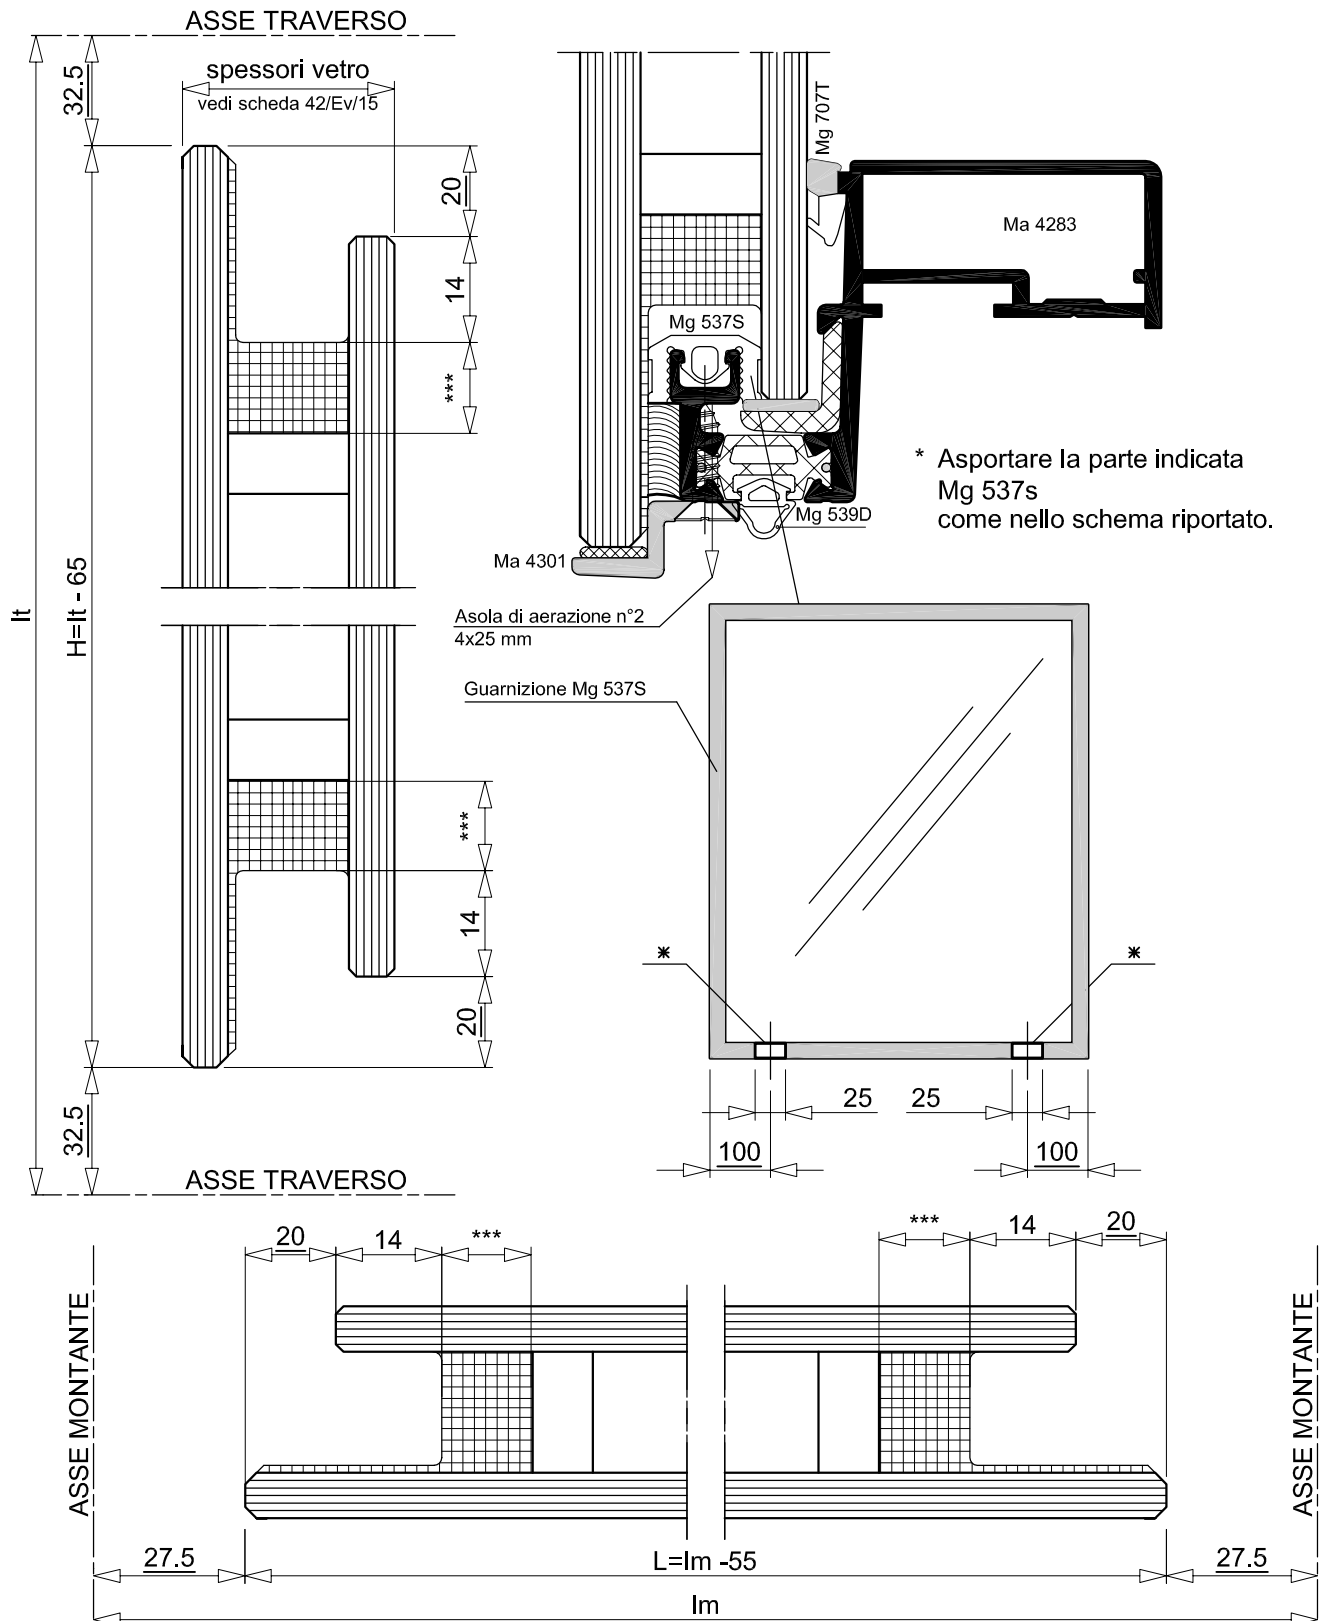 ASSE TRAVERSO
32.5
spessori vetro
vedi scheda 42/Ev/15
20
14
***
Mg 707T
Ma 4283
Mg 537S
* Asportare la parte indicata
Mg 537s
come nello schema riportato.
Mg 539D
Ma 4301
Asola di aerazione n°2
4x25 mm
Guarnizione Mg 537S
It
H=It - 65
***
14
20
*
*
25
25
100
100
32.5
ASSE TRAVERSO
20
14
***
***
14
20
ASSE MONTANTE
ASSE MONTANTE
27.5
L=Im -55
27.5
Im